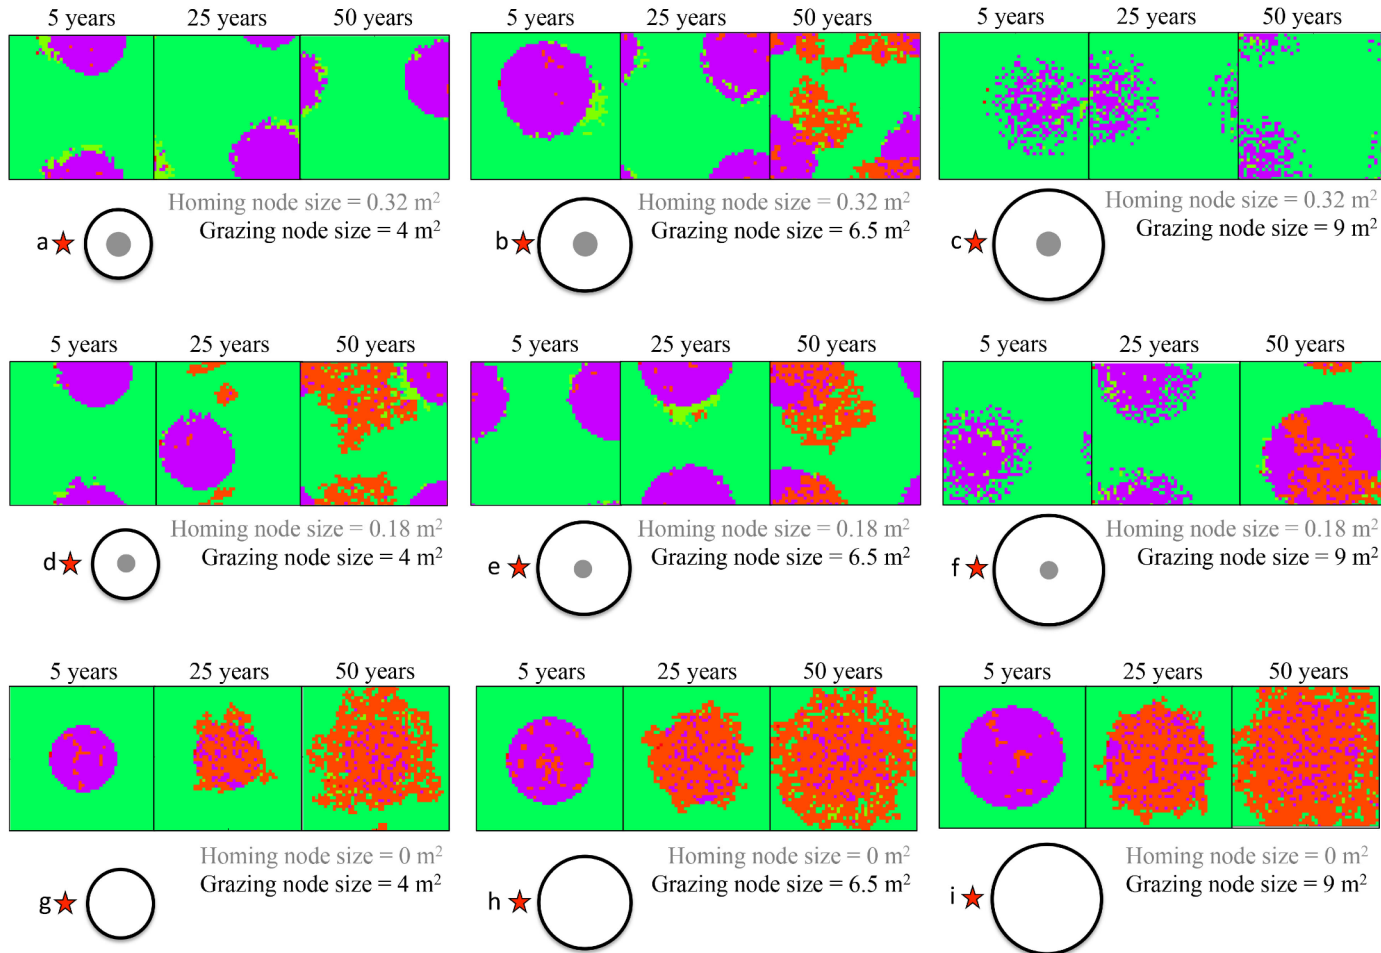 5 years 25 years 50 years 5 years 25 years 50 years 5 years 25 years 50 years
Homing node size = 0.32 m² Homing node size = 0.32 m² Homing node size = 0.32 m²
Grazing node size = 4 m² Grazing node size = 6.5 m² Grazing node size = 9 m²
a b c
5 years 25 years 50 years 5 years 25 years 50 years 5 years 25 years 50 years
Homing node size = 0.18 m² Homing node size = 0.18 m² Homing node size = 0.18 m²
Grazing node size = 4 m² Grazing node size = 6.5 m² Grazing node size = 9 m²
d e f
5 years 25 years 50 years 5 years 25 years 50 years 5 years 25 years 50 years
Homing node size = 0 m² Homing node size = 0 m² Homing node size = 0 m²
Grazing node size = 4 m² Grazing node size = 6.5 m² Grazing node size = 9 m²
g h i